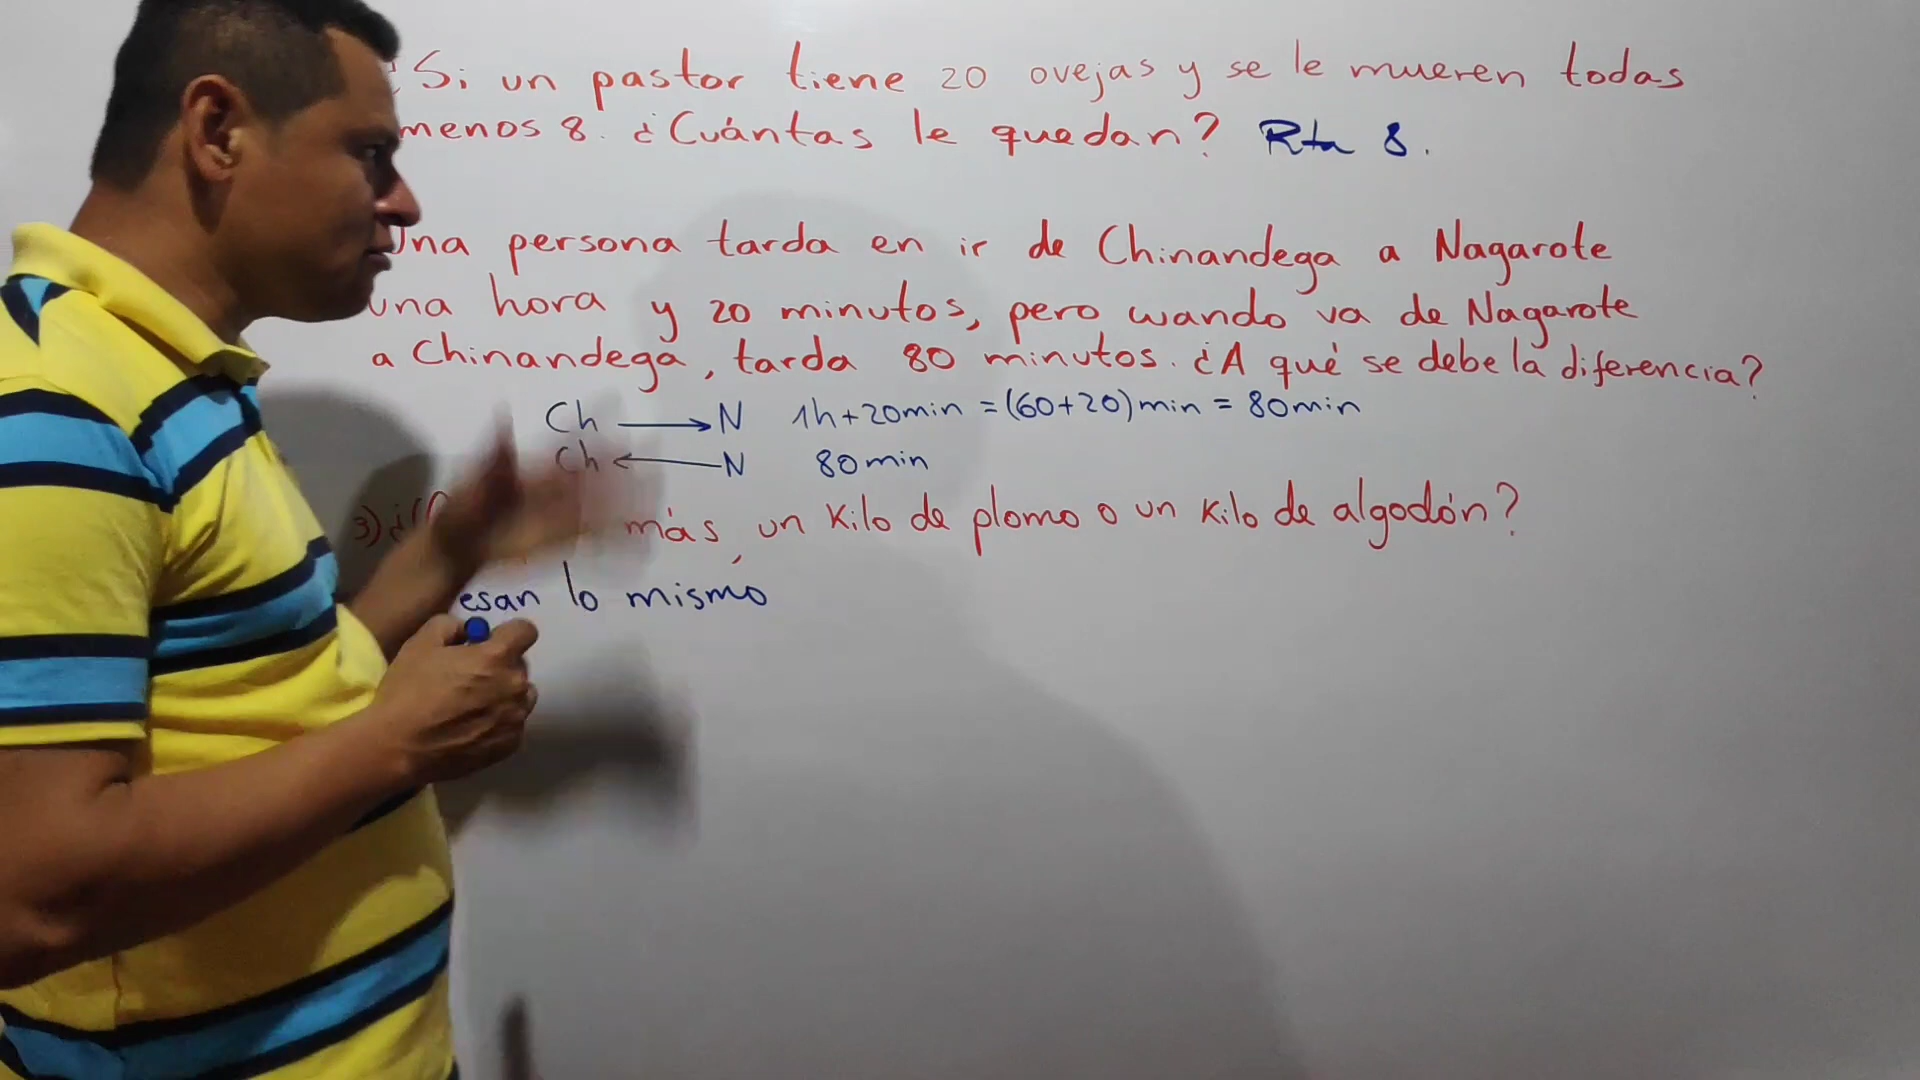 ¿Si un pastor tiene 20 ovejas y se le mueren todas
menos 8. ¿Cuántas le quedan? Rta 8.
Una persona tarda en ir de Chinandega a Nagarote
una hora y 20 minutos, pero cuando va de Nagarote
a Chinandega, tarda 80 minutos. ¿A qué se debe la diferencia?
Ch → N 1h+20min = (60+20)min = 80min
Ch ← N 80min
3) más, un kilo de plomo o un kilo de algodón?
esan lo mismo